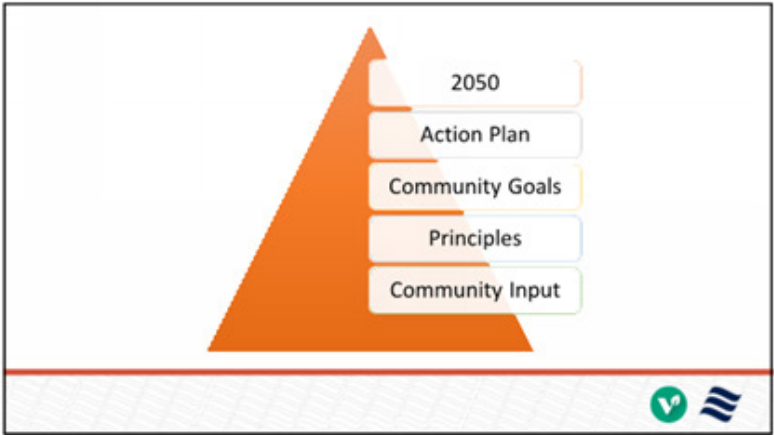 2050
Action Plan
Community Goals
Principles
Community Input